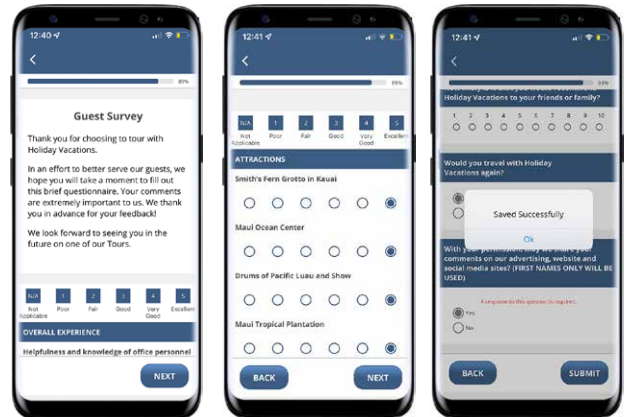 12:40
89%
Guest Survey
Thank you for choosing to tour with
Holiday Vacations.
In an effort to better serve our guests, we
hope you will take a moment to fill out
this brief questionnaire. Your comments
are extremely important to us. We thank
you in advance for your feedback!
We look forward to seeing you in the
future on one of our Tours.
N/A 1 2 3 4 5
Not Applicable Poor Fair Good Very Good Excellent
OVERALL EXPERIENCE
Helpfulness and knowledge of office personnel
NEXT
12:41
89%
N/A 1 2 3 4 5
Not Applicable Poor Fair Good Very Good Excellent
ATTRACTIONS
Smith's Fern Grotto in Kauai
Maui Ocean Center
Drums of Pacific Luau and Show
Maui Tropical Plantation
BACK NEXT
12:41
Holiday Vacations to your friends or family?
1 2 3 4 5 6 7 8 9 10
Would you travel with Holiday
Vacations again?
Saved Successfully
Ok
With your permission, may we share your
comments on our advertising, website and
social media sites? (FIRST NAMES ONLY WILL BE
USED)
A response to this question is required.
Yes
No
BACK SUBMIT